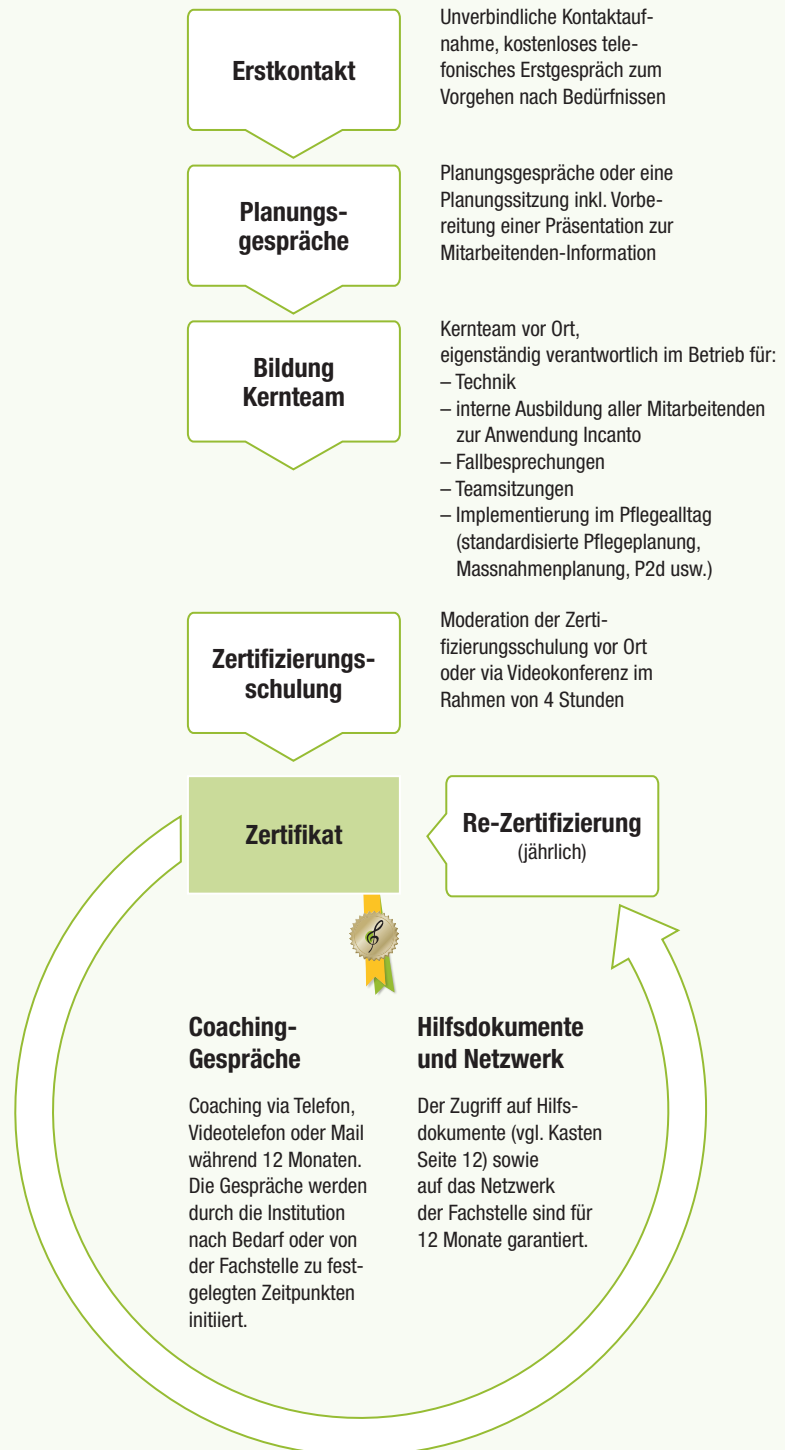 Erstkontakt
Unverbindliche Kontaktauf-
nahme, kostenloses tele-
fonisches Erstgespräch zum
Vorgehen nach Bedürfnissen
Planungs-
gespräche
Planungsgespräche oder eine
Planungssitzung inkl. Vorbe-
reitung einer Präsentation zur
Mitarbeitenden-Information
Bildung
Kernteam
Kernteam vor Ort,
eigenständig verantwortlich im Betrieb für:
– Technik
– interne Ausbildung aller Mitarbeitenden
zur Anwendung Incanto
– Fallbesprechungen
– Teamsitzungen
– Implementierung im Pflegealltag
(standardisierte Pflegeplanung,
Massnahmenplanung, P2d usw.)
Zertifizierungs-
schulung
Moderation der Zerti-
fizierungsschulung vor Ort
oder via Videokonferenz im
Rahmen von 4 Stunden
Zertifikat
Re-Zertifizierung
(jährlich)
Coaching-
Gespräche
Coaching via Telefon,
Videotelefon oder Mail
während 12 Monaten.
Die Gespräche werden
durch die Institution
nach Bedarf oder von
der Fachstelle zu fest-
gelegten Zeitpunkten
initiiert.
Hilfsdokumente
und Netzwerk
Der Zugriff auf Hilfs-
dokumente (vgl. Kasten
Seite 12) sowie
auf das Netzwerk
der Fachstelle sind für
12 Monate garantiert.